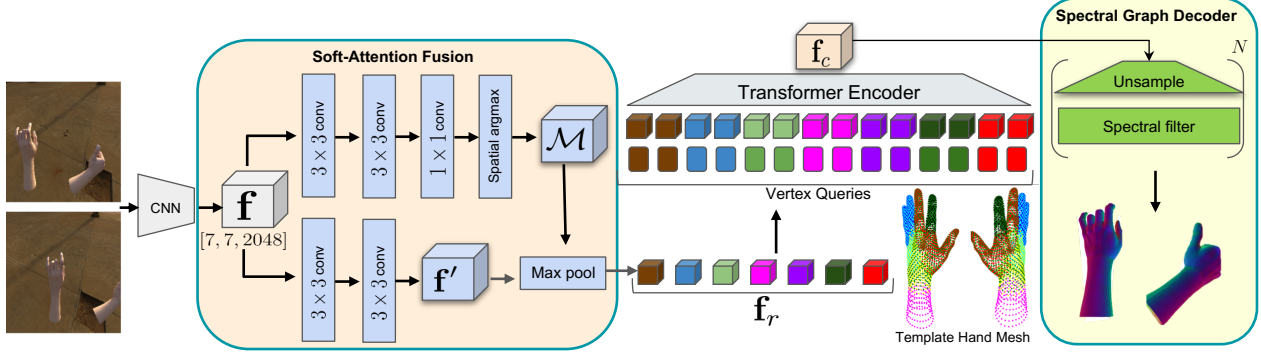 Soft-Attention Fusion
CNN
f
[7, 7, 2048]
3 × 3 conv
3 × 3 conv
1 × 1 conv
Spatial argmax
M
3 × 3 conv
3 × 3 conv
f′
Max pool
f_c
Transformer Encoder
Vertex Queries
f_r
Template Hand Mesh
Spectral Graph Decoder
N
Unsample
Spectral filter